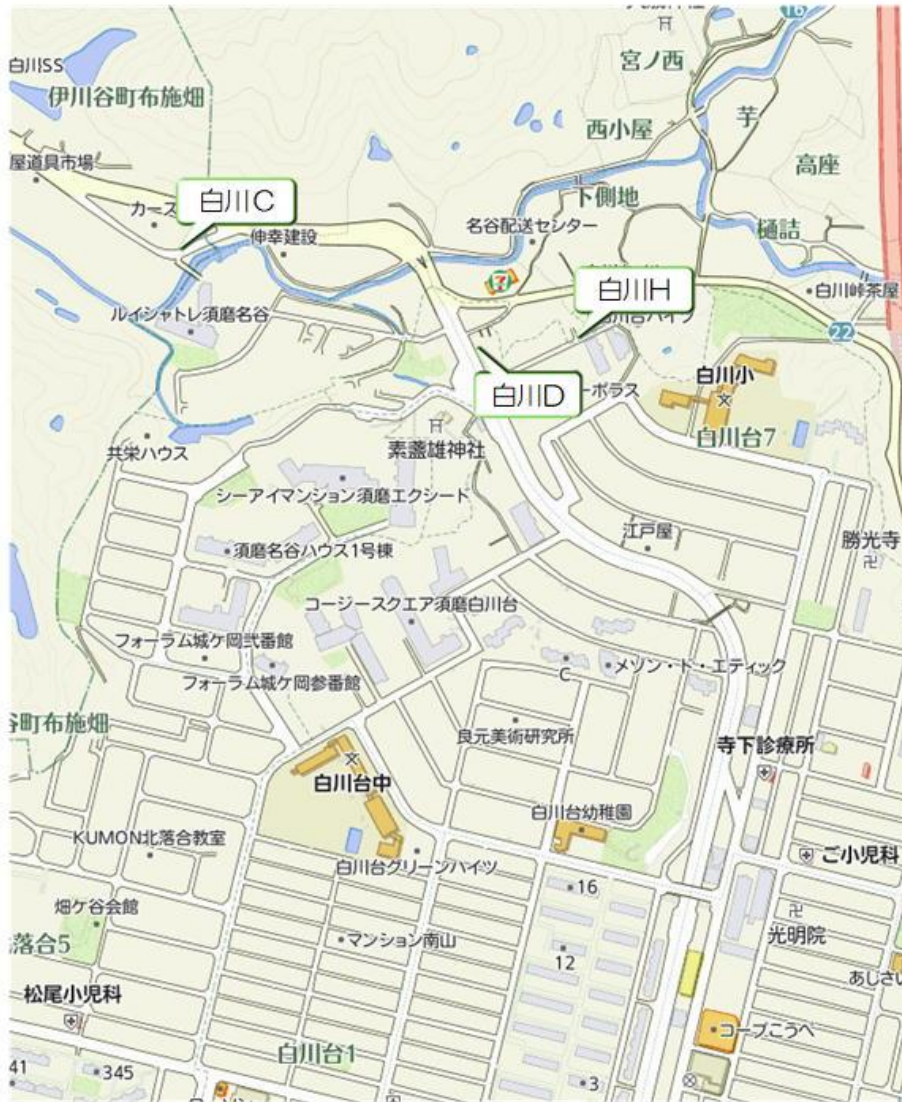 16
宮ノ西
白川SS
伊川谷町布施畑
西小屋
芋
屋道具市場
高座
下側地
白川C
カース
名谷配送センター
樋詰
伸幸建設
7
白川H
白川峠茶屋
ルイシャトレ須磨名谷
22
白川小
白川D
ーポラス
白川台7
素盞雄神社
共栄ハウス
シーアイマンション須磨エクシード
江戸屋
勝光寺
須磨名谷ハウス1号棟
コージースクエア須磨白川台
フォーラム城ケ岡弐番館
メゾン・ド・エティック
C
フォーラム城ケ岡参番館
谷町布施畑
良元美術研究所
寺下診療所
白川台中
白川台幼稚園
KUMON北落合教室
白川台グリーンハイツ
ご小児科
16
畑ケ谷会館
光明院
落合5
マンション南山
12
あじさい
松尾小児科
コープこうべ
白川台1
41
345
3